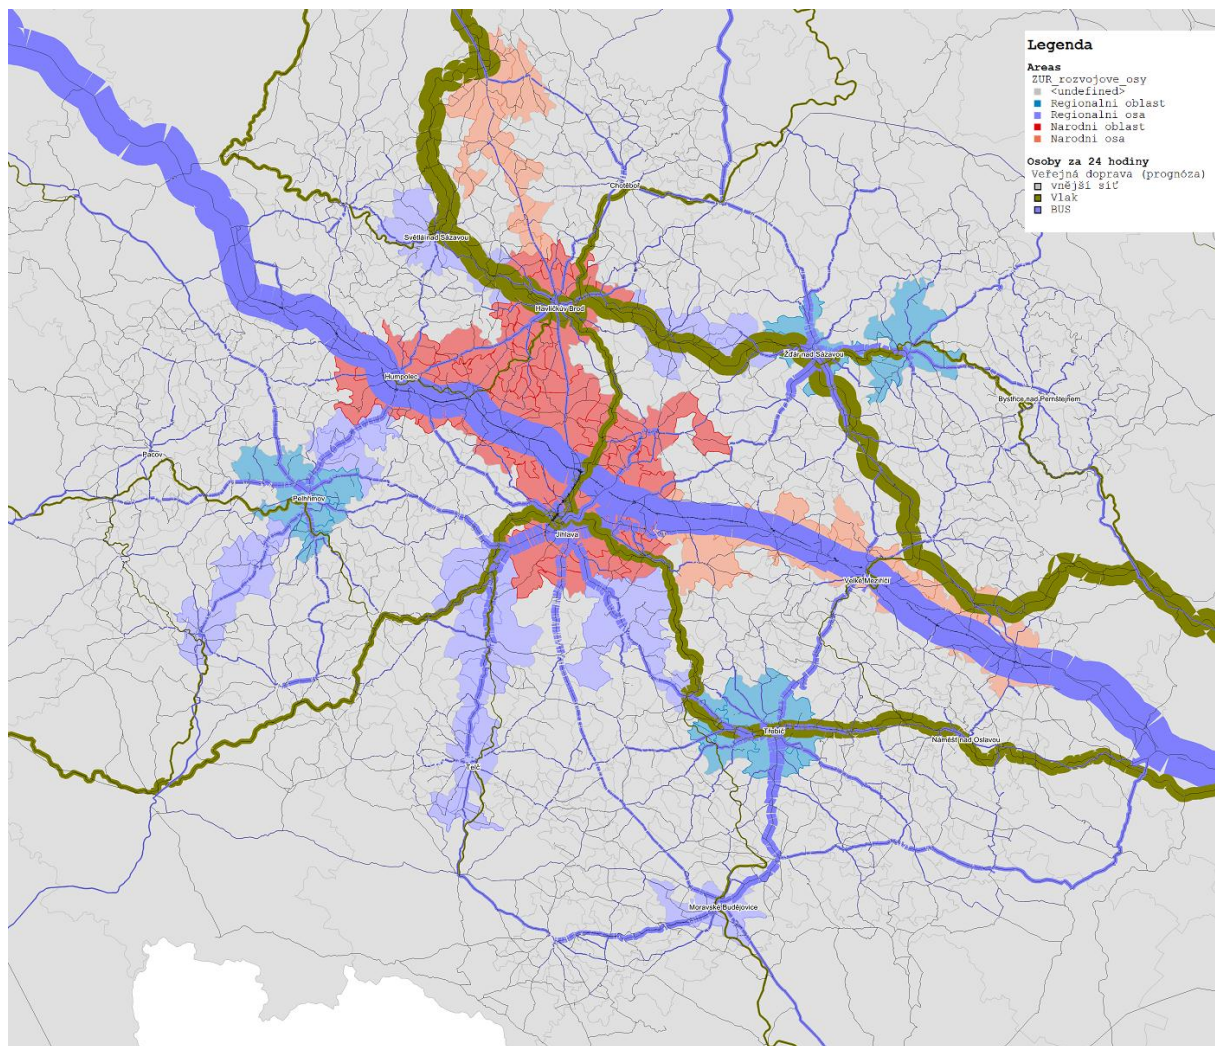 Legenda
Areas
ZUR_rozvojove_osy
<undefined>
Regionalni oblast
Regionalni osa
Narodni oblast
Narodni osa
Osoby za 24 hodiny
Veřejná doprava (prognóza)
vnější síť
Vlak
BUS
Chotěboř
Světlá nad Sázavou
Havlíčkův Brod
Žďár nad Sázavou
Humpolec
Bystřice nad Pernštejnem
Pacov
Pelhřimov
Jihlava
Velké Meziříčí
Třebíč
Náměšť nad Oslavou
Telč
Moravské Budějovice